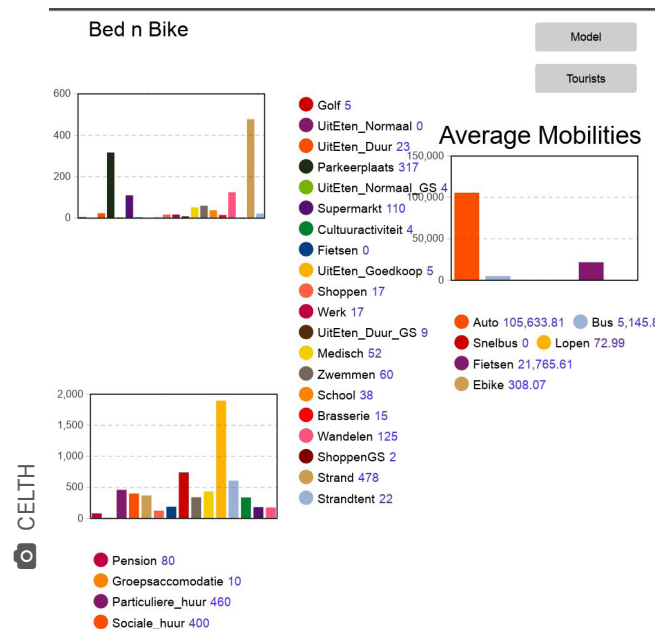 Bed n Bike
Model
Tourists
600
400
200
0
Golf 5
UitEten_Normaal 0
UitEten_Duur 23
Parkeerplaats 317
UitEten_Normaal_GS 4
Supermarkt 110
Cultuuractiviteit 4
Fietsen 0
UitEten_Goedkoop 5
Shoppen 17
Werk 17
UitEten_Duur_GS 9
Medisch 52
Zwemmen 60
School 38
Brasserie 15
Wandelen 125
ShoppenGS 2
Strand 478
Strandtent 22
Average Mobilities
150,000
100,000
50,000
0
Auto 105,633.81 Bus 5,145.8
Snelbus 0 Lopen 72.99
Fietsen 21,765.61
Ebike 308.07
2,000
1,500
1,000
500
0
Pension 80
Groepsaccomodatie 10
Particuliere_huur 460
Sociale_huur 400
CELTH